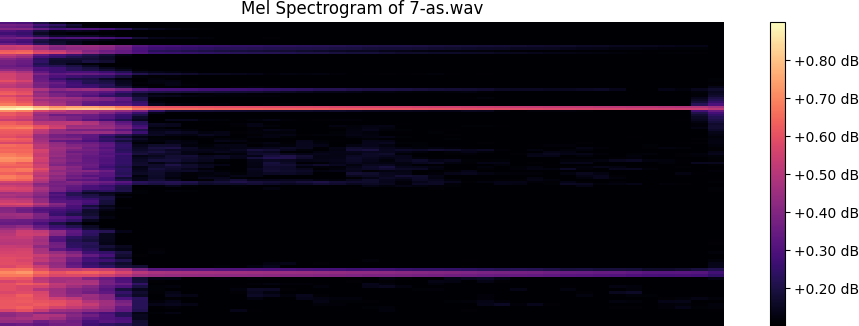 Mel Spectrogram of 7-as.wav
+0.80 dB
+0.70 dB
+0.60 dB
+0.50 dB
+0.40 dB
+0.30 dB
+0.20 dB